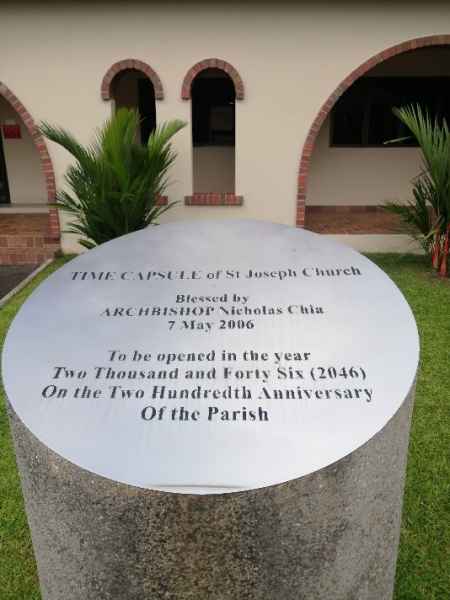 TIME CAPSULE of St Joseph Church
Blessed by
ARCHBISHOP Nicholas Chia
7 May 2006
To be opened in the year
Two Thousand and Forty Six (2046)
On the Two Hundredth Anniversary
Of the Parish